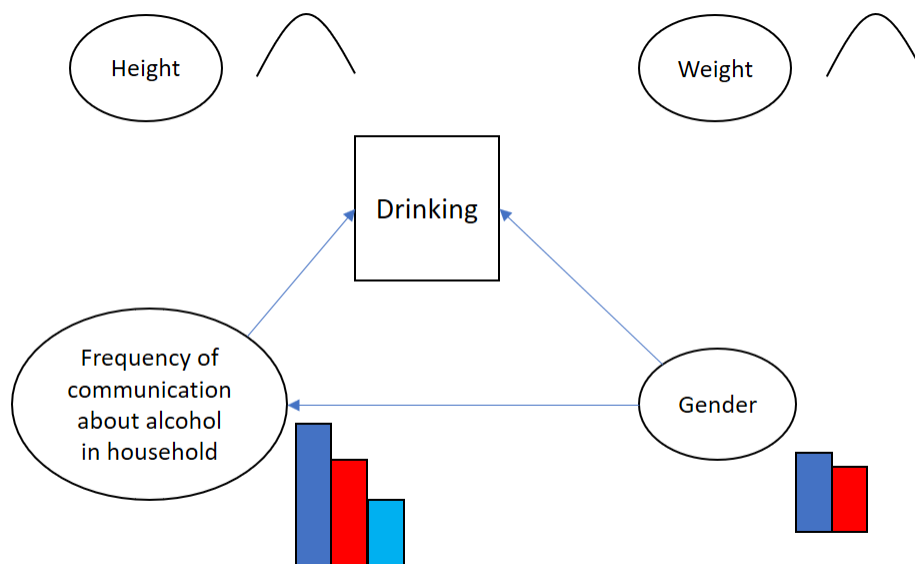 Height
Weight
Drinking
Frequency of
communication
about alcohol
in household
Gender